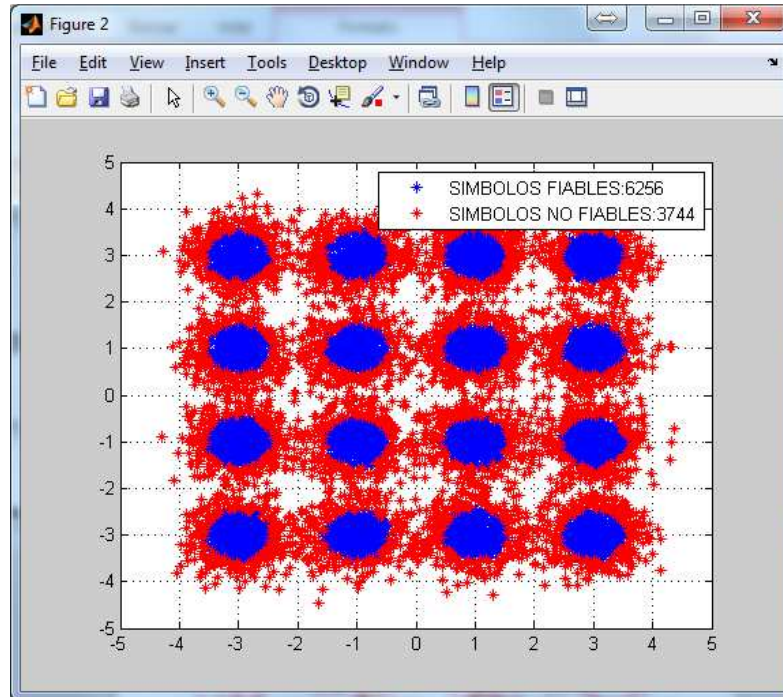 Figure 2
File Edit View Insert Tools Desktop Window Help
SIMBOLOS FIABLES:6256
SIMBOLOS NO FIABLES:3744
5
4
3
2
1
0
-1
-2
-3
-4
-5
-5 -4 -3 -2 -1 0 1 2 3 4 5